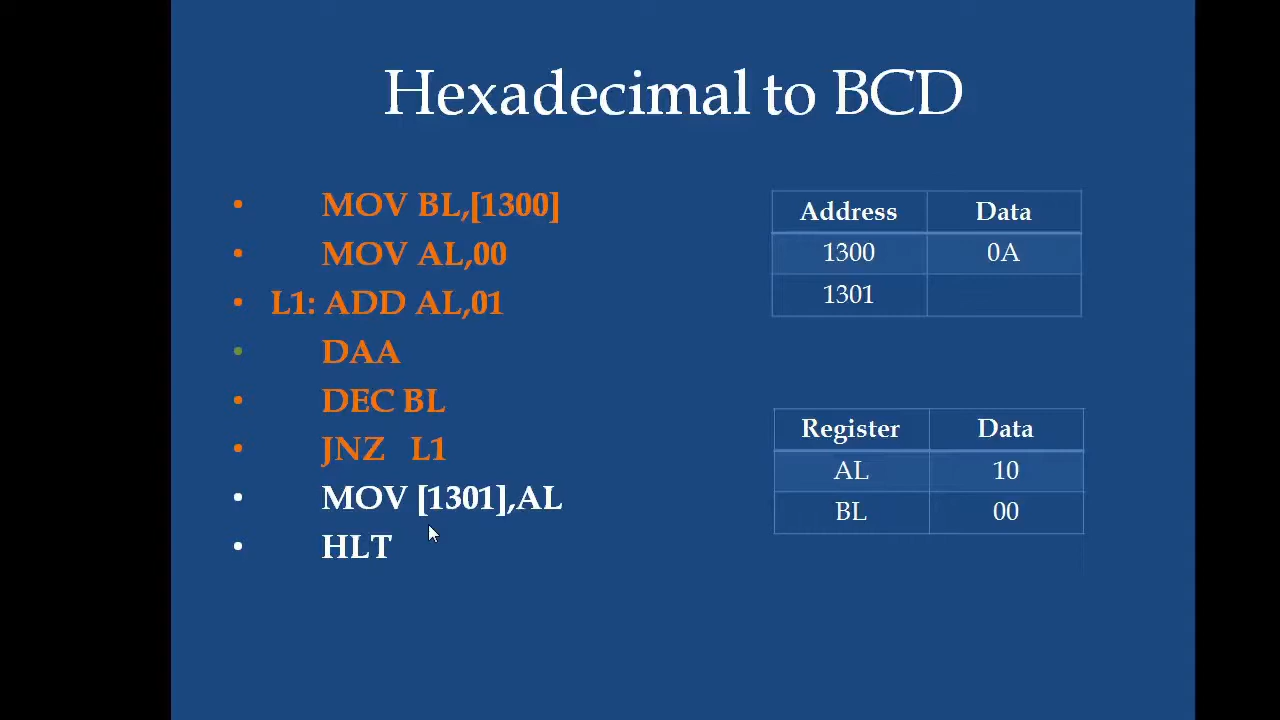 Hexadecimal to BCD
• MOV BL,[1300]
• MOV AL,00
• L1: ADD AL,01
• DAA
• DEC BL
• JNZ L1
• MOV [1301],AL
• HLT
Address Data
1300 0A
1301
Register Data
AL 10
BL 00